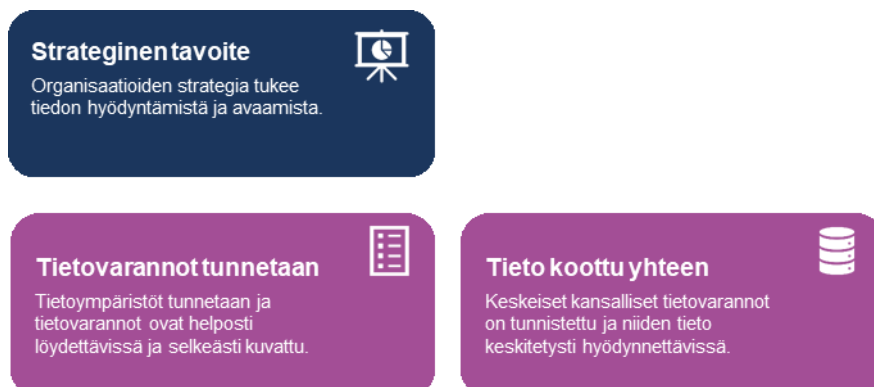 Strateginen tavoite
Organisaatioiden strategia tukee
tiedon hyödyntämistä ja avaamista.
Tietovarannot tunnetaan
Tietoympäristöt tunnetaan ja
tietovarannot ovat helposti
löydettävissä ja selkeästi kuvattu.
Tieto koottu yhteen
Keskeiset kansalliset tietovarannot
on tunnistettu ja niiden tieto
keskitetysti hyödynnettävissä.